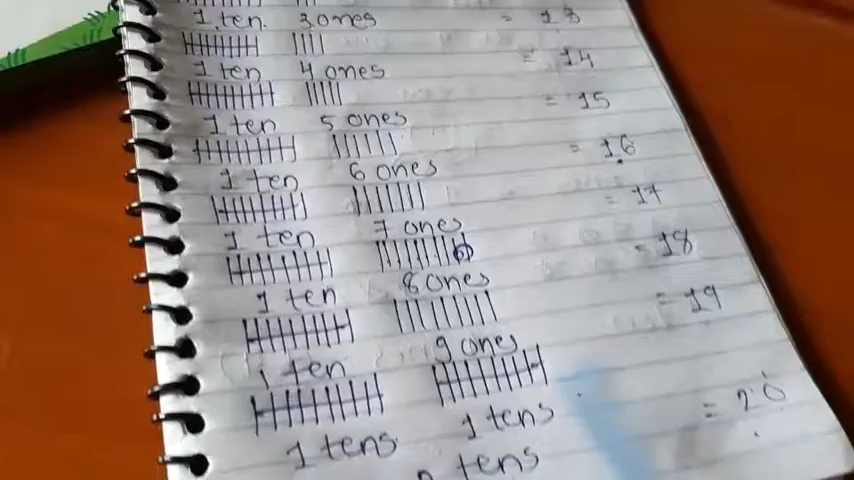 1 ten 3 ones = 13
1 ten 4 ones = 14
1 ten 5 ones = 15
1 ten 6 ones = 16
1 ten 7 ones = 17
1 ten 8 ones = 18
1 ten 9 ones = 19
1 tens 1 tens = 20
tens